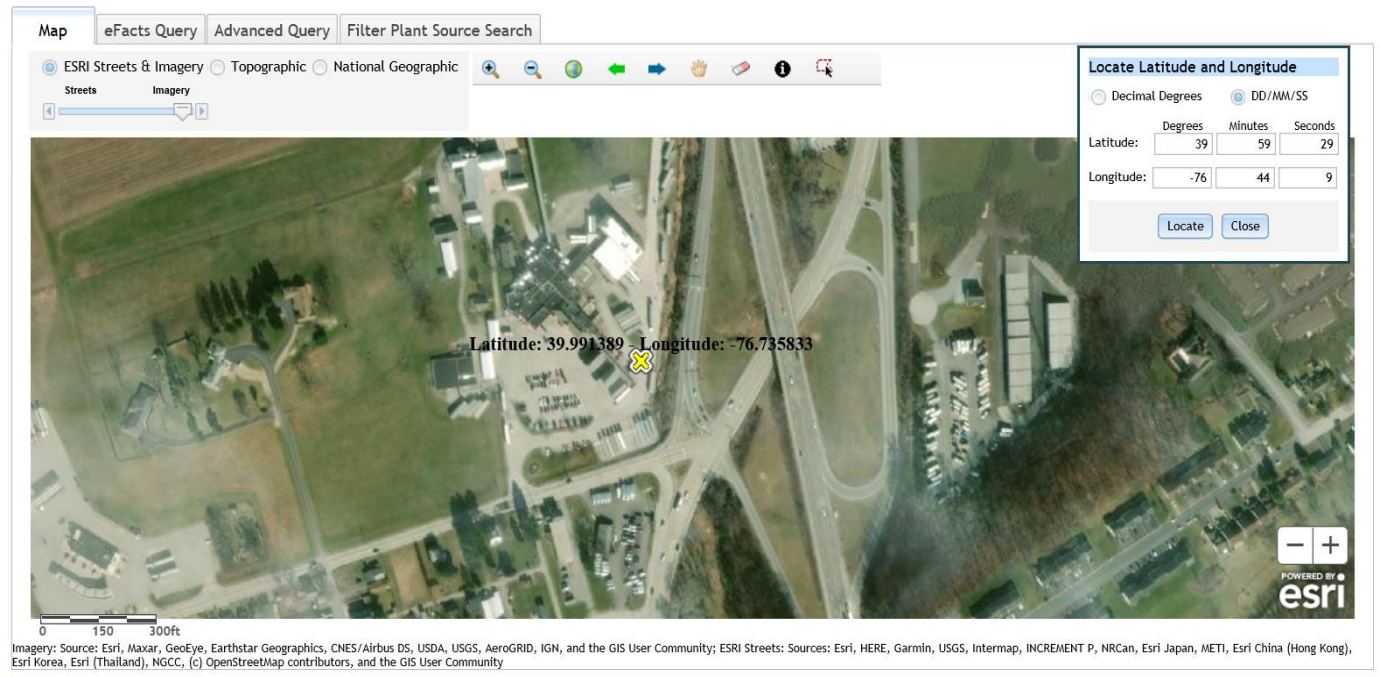 Map eFacts Query Advanced Query Filter Plant Source Search
ESRI Streets & Imagery Topographic National Geographic
Streets Imagery
Locate Latitude and Longitude
Decimal Degrees DD/MM/SS
Degrees Minutes Seconds
Latitude: 39 59 29
Longitude: -76 44 9
Locate Close
Latitude: 39.991389 - Longitude: -76.735833
POWERED BY
esri
0 150 300ft
Imagery: Source: Esri, Maxar, GeoEye, Earthstar Geographics, CNES/Airbus DS, USDA, USGS, AeroGRID, IGN, and the GIS User Community; ESRI Streets: Sources: Esri, HERE, Garmin, USGS, Intermap, INCREMENT P, NRCan, Esri Japan, METI, Esri China (Hong Kong),
Esri Korea, Esri (Thailand), NGCC, (c) OpenStreetMap contributors, and the GIS User Community